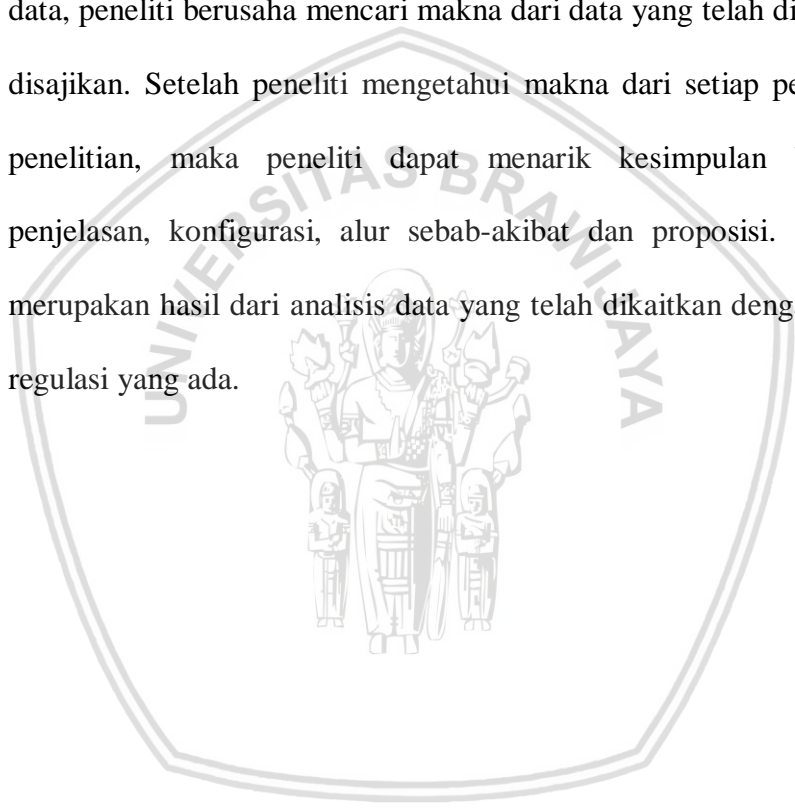 data, peneliti berusaha mencari makna dari data yang telah di
disajikan. Setelah peneliti mengetahui makna dari setiap pe
penelitian, maka peneliti dapat menarik kesimpulan
penjelasan, konfigurasi, alur sebab-akibat dan proposisi.
merupakan hasil dari analisis data yang telah dikaitkan deng
regulasi yang ada.
UNIVERSITAS BRAWIJAYA